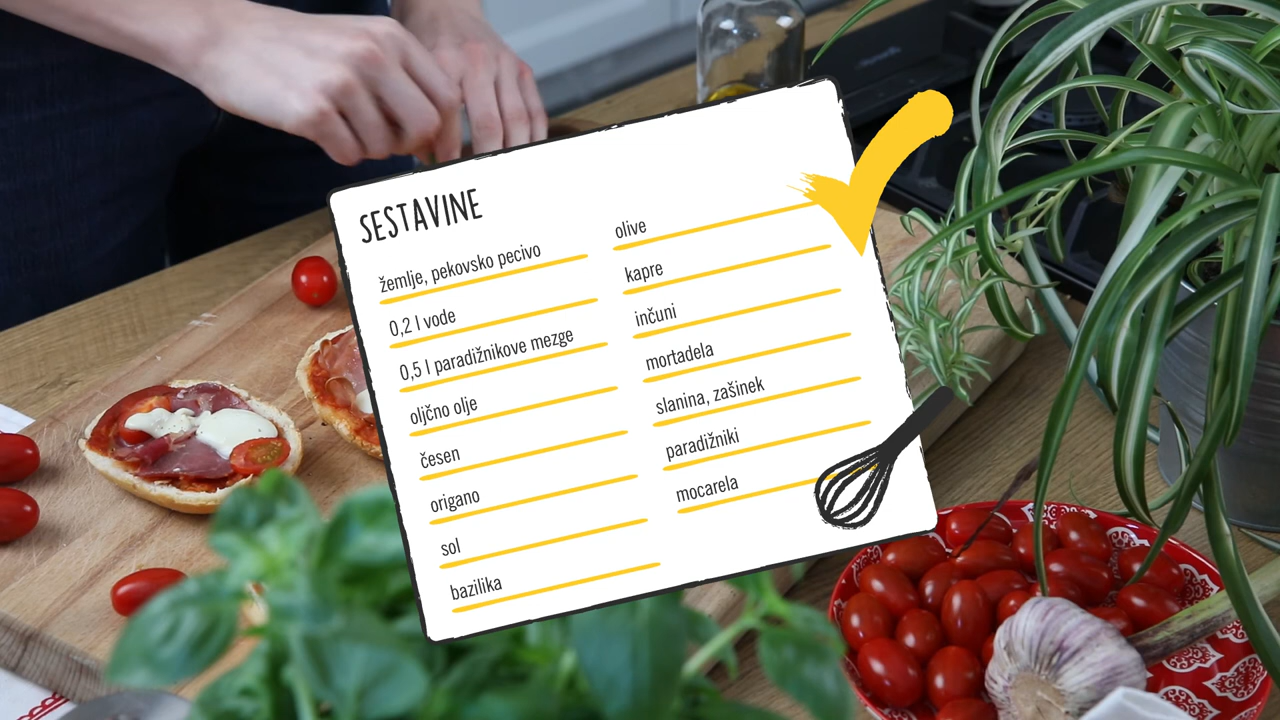 SESTAVINE
žemlje, pekovsko pecivo
0,2 l vode
0,5 l paradižnikove mezge
oljčno olje
česen
origano
sol
bazilika
olive
kapre
inčuni
mortadela
slanina, zašinek
paradižniki
mocarela